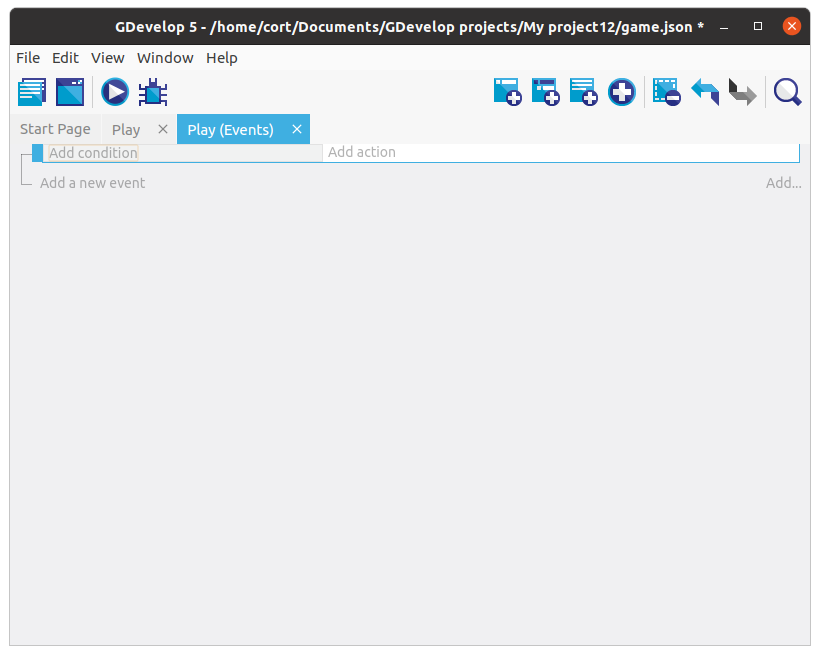 GDevelop 5 - /home/cort/Documents/GDevelop projects/My project12/game.json *
File Edit View Window Help
Start Page Play Play (Events)
Add condition Add action
Add a new event Add...